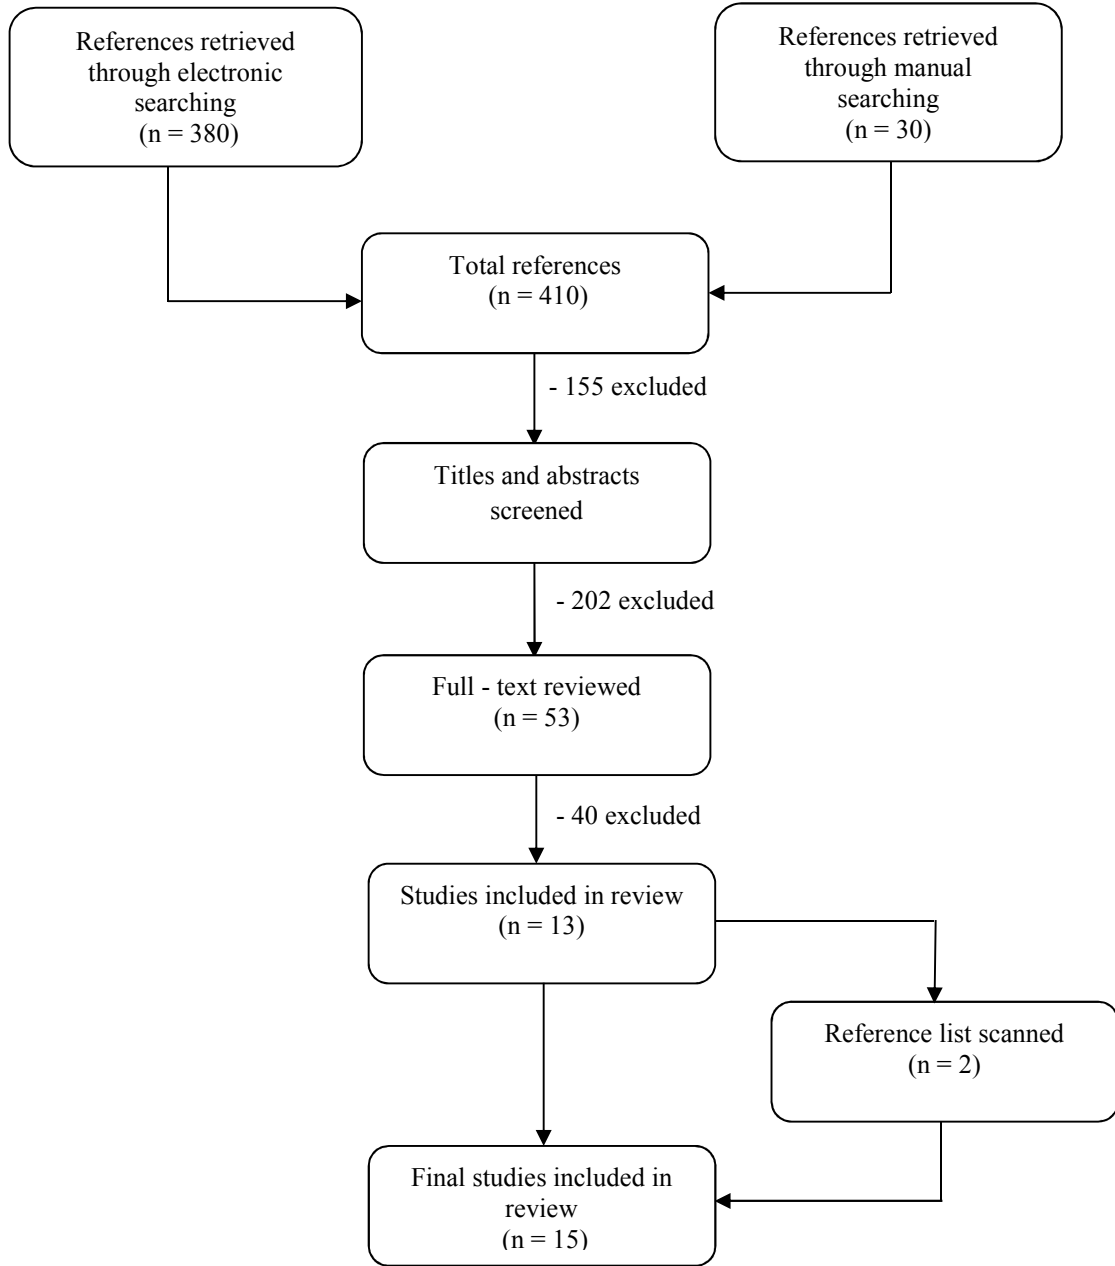 References retrieved
through electronic
searching
(n = 380)
References retrieved
through manual
searching
(n = 30)
Total references
(n = 410)
- 155 excluded
Titles and abstracts
screened
- 202 excluded
Full - text reviewed
(n = 53)
- 40 excluded
Studies included in review
(n = 13)
Reference list scanned
(n = 2)
Final studies included in
review
(n = 15)